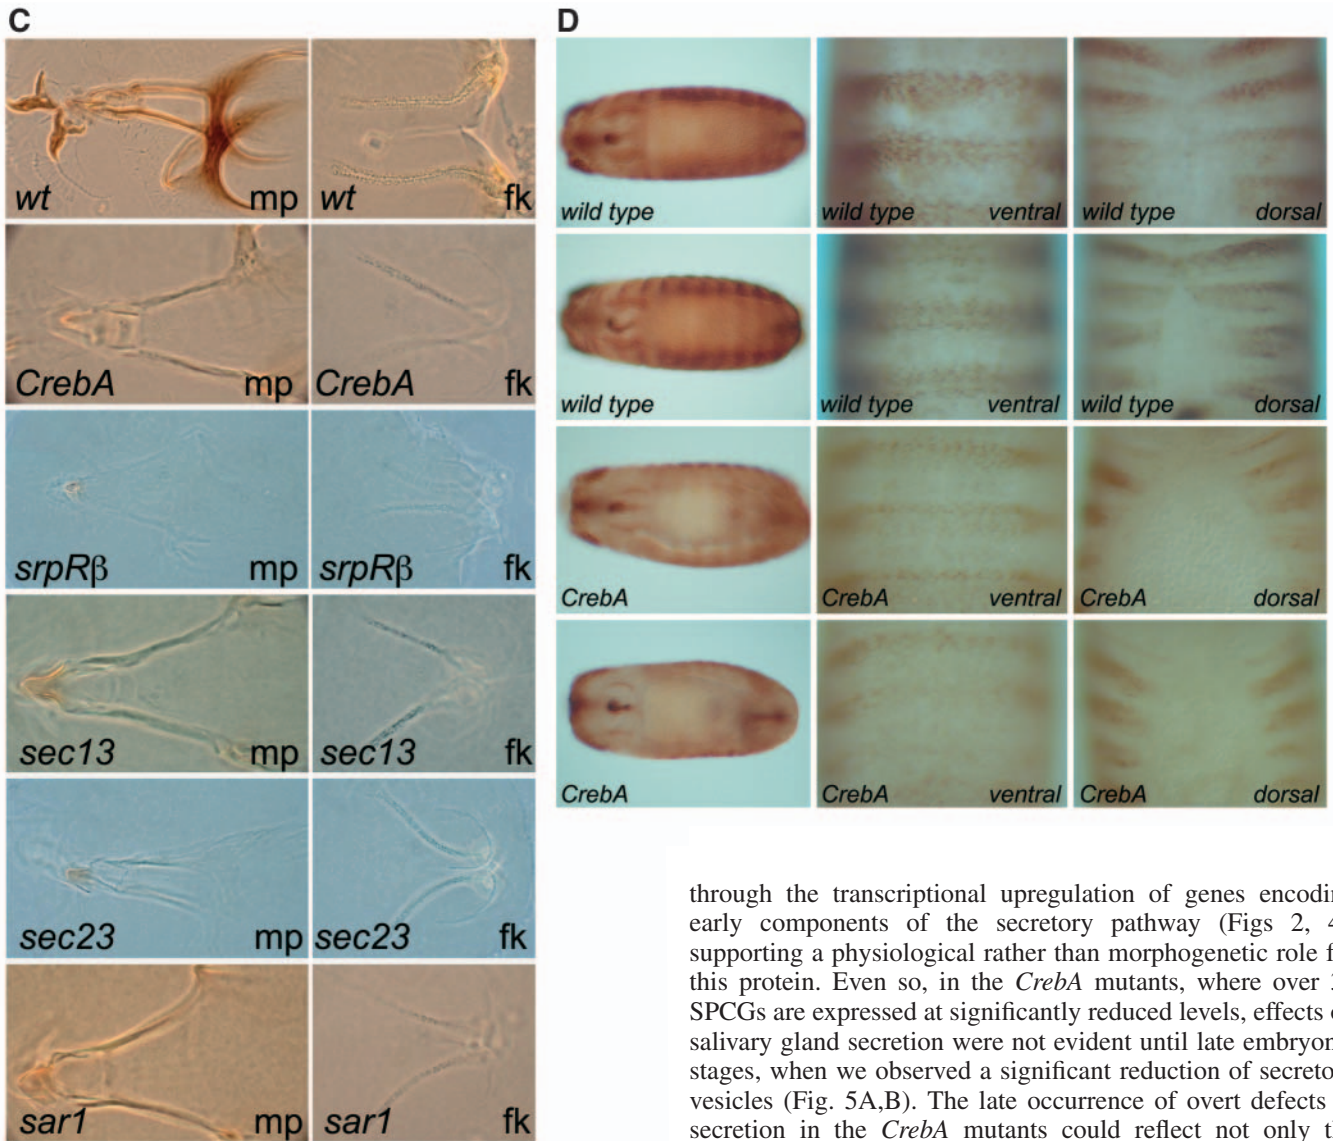 C
D
wt mp wt fk
CrebA mp CrebA fk
srpRβ mp srpRβ fk
sec13 mp sec13 fk
sec23 mp sec23 fk
sar1 mp sar1 fk
wild type wild type ventral wild type dorsal
wild type wild type ventral wild type dorsal
CrebA CrebA ventral CrebA dorsal
CrebA CrebA ventral CrebA dorsal
through the transcriptional upregulation of genes
early components of the secretory pathway (Figs 2,
supporting a physiological rather than morphogenetic role
this protein. Even so, in the CrebA mutants, where over
SPCGs are expressed at significantly reduced levels, effects
salivary gland secretion were not evident until late
stages, when we observed a significant reduction of
vesicles (Fig. 5A,B). The late occurrence of overt defects
secretion in the CrebA mutants could reflect not only